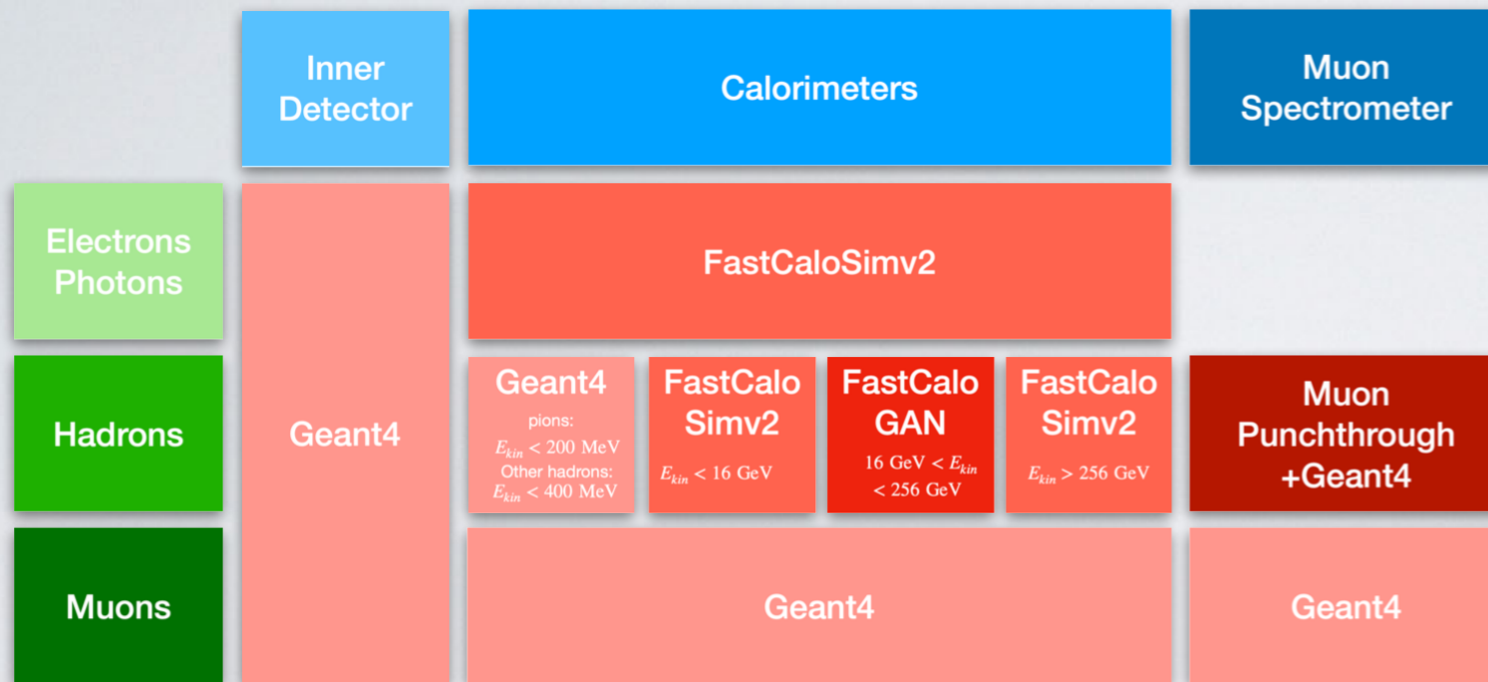 Inner
Detector
Calorimeters
Muon
Spectrometer
Electrons
Photons
FastCaloSimv2
Hadrons
Geant4
Geant4
pions:
E_kin < 200 MeV
Other hadrons:
E_kin < 400 MeV
FastCalo
Simv2
E_kin < 16 GeV
FastCalo
GAN
16 GeV < E_kin
< 256 GeV
FastCalo
Simv2
E_kin > 256 GeV
Muon
Punchthrough
+Geant4
Muons
Geant4
Geant4